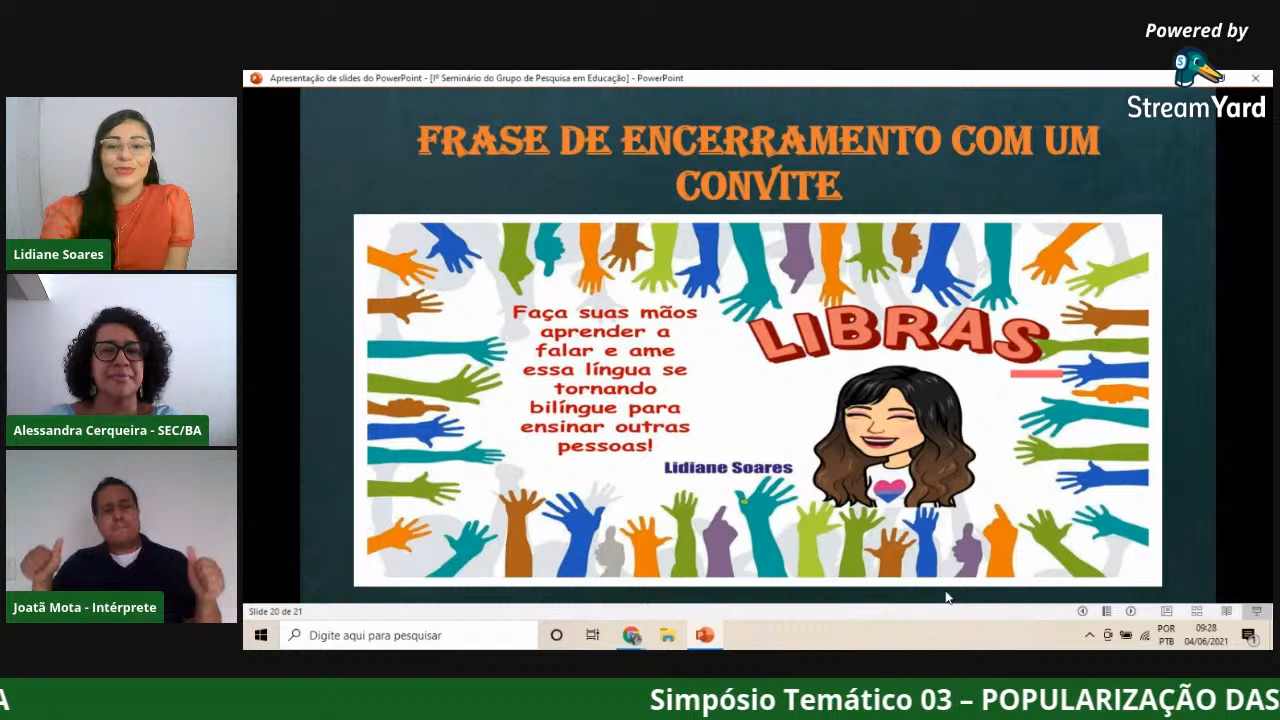 Powered by
StreamYard
Apresentação de slides do PowerPoint - [Iº Seminário do Grupo de Pesquisa em Educação] - PowerPoint
FRASE DE ENCERRAMENTO COM UM
CONVITE
Faça suas mãos
aprender a
falar e ame
essa língua se
tornando
bilíngue para
ensinar outras
pessoas!
Lidiane Soares
LIBRAS
Lidiane Soares
Alessandra Cerqueira - SEC/BA
Joatã Mota - Intérprete
Slide 20 de 21
Digite aqui para pesquisar
POR
PTB
09:28
04/06/2021
A
Simpósio Temático 03 – POPULARIZAÇÃO DAS